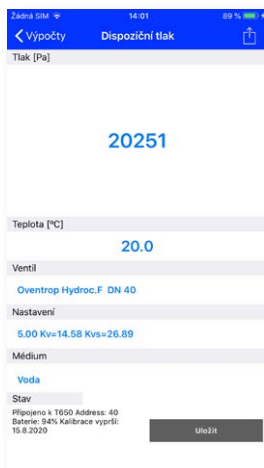 Žádná SIM 14:01 89 %
Výpočty Dispoziční tlak
Tlak [Pa]
20251
Teplota [°C]
20.0
Ventil
Oventrop Hydroc.F DN 40
Nastavení
5.00 Kv=14.58 Kvs=26.89
Médium
Voda
Stav
Připojeno k T650 Address: 40
Baterie: 94% Kalibrace vyprší:
15.8.2020
Uložit